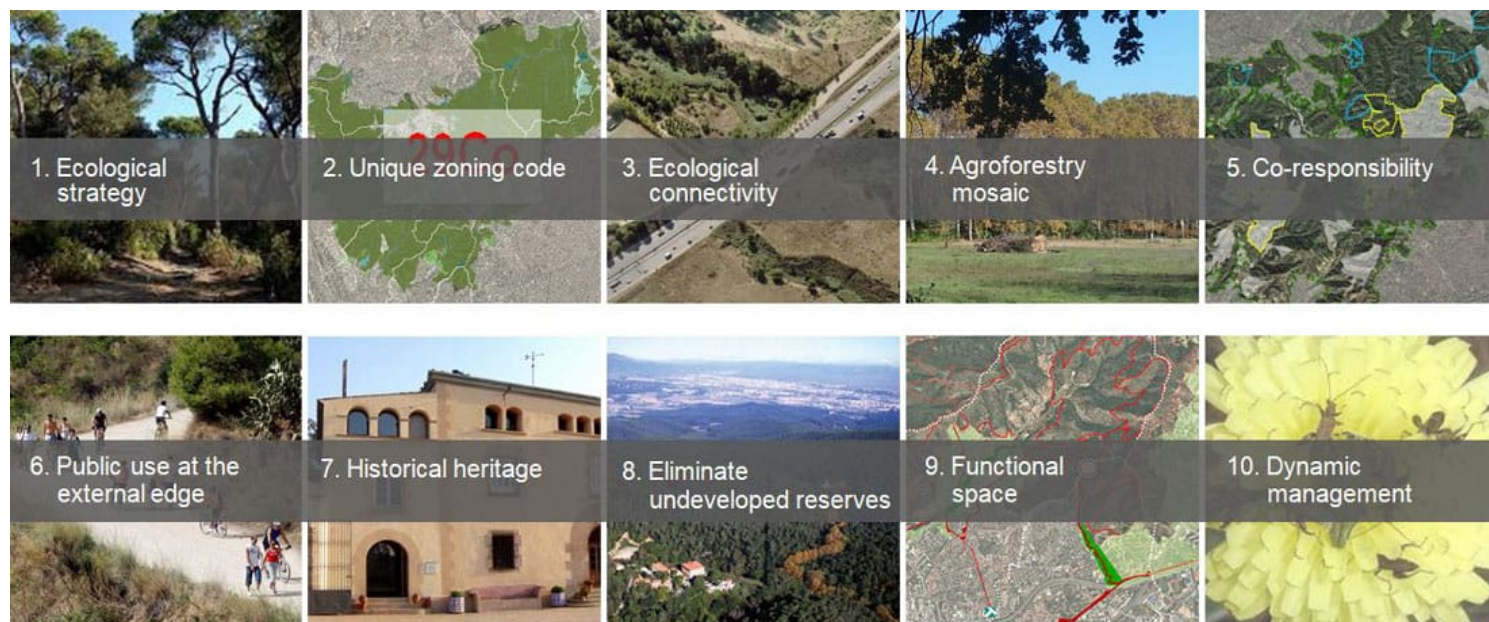 1. Ecological
strategy
29Co
2. Unique zoning code
3. Ecological
connectivity
4. Agroforestry
mosaic
5. Co-responsibility
6. Public use at the
external edge
7. Historical heritage
8. Eliminate
undeveloped reserves
9. Functional
space
10. Dynamic
management